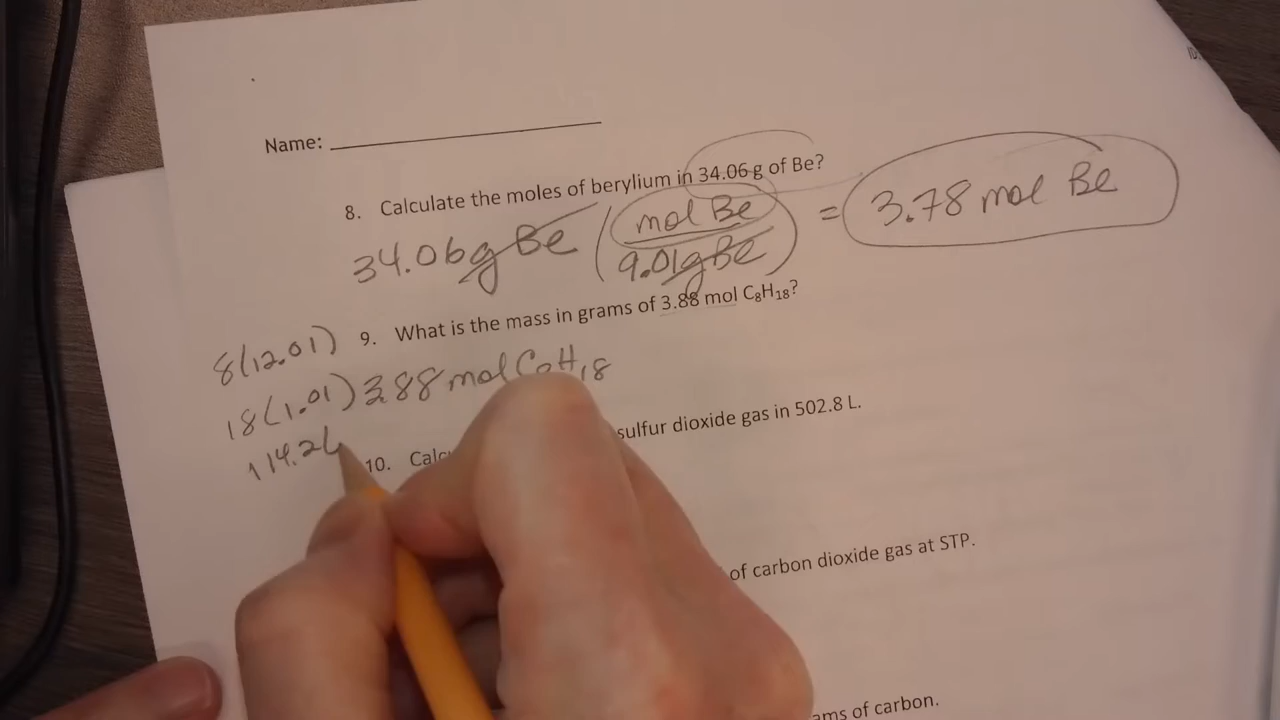 Name:
8. Calculate the moles of berylium in 34.06 g of Be?
34.06g Be (mol Be / 9.01g Be) = 3.78 mol Be
9. What is the mass in grams of 3.88 mol C₈H₁₈?
8(12.01)
18(1.01) 3.88 mol C₈H₁₈
114.26
10. sulfur dioxide gas in 502.8 L.
of carbon dioxide gas at STP.
of carbon.